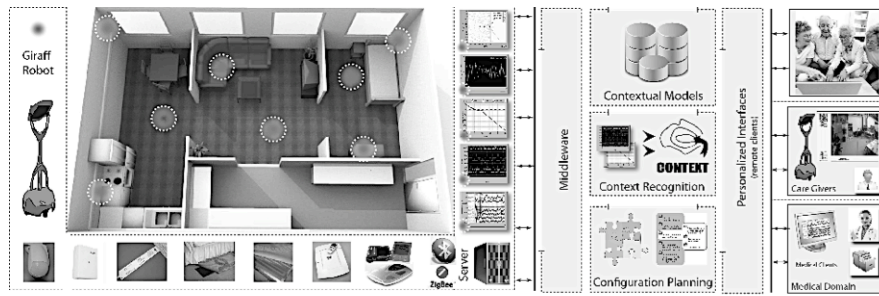 Giraff
Robot
ZigBee
Server
Middleware
Contextual Models
CONTEXT
Context Recognition
Configuration Planning
Personalized Interfaces
(remote clients)
Care Givers
Medical Clients
Medical Domain